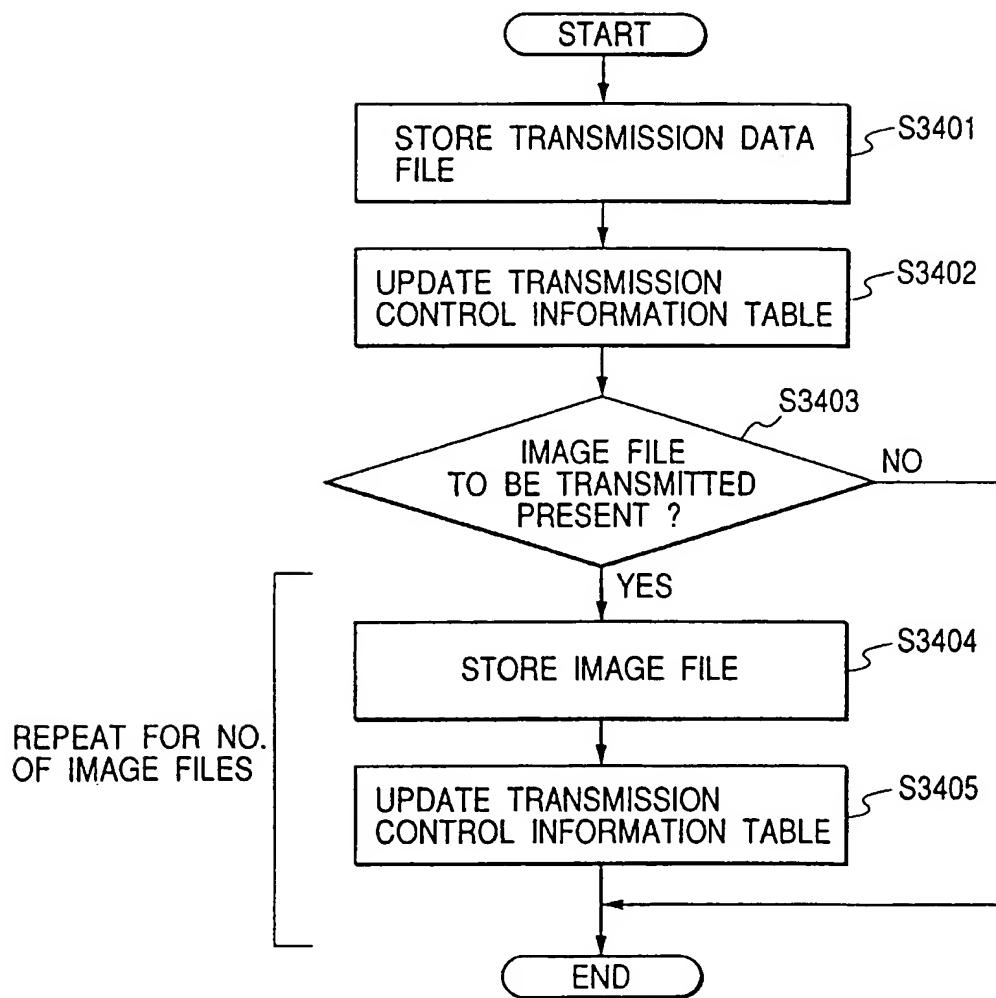 START
STORE TRANSMISSION DATA
FILE
S3401
UPDATE TRANSMISSION
CONTROL INFORMATION TABLE
S3402
S3403
IMAGE FILE
TO BE TRANSMITTED
PRESENT ?
NO
YES
STORE IMAGE FILE
S3404
REPEAT FOR NO.
OF IMAGE FILES
UPDATE TRANSMISSION
CONTROL INFORMATION TABLE
S3405
END